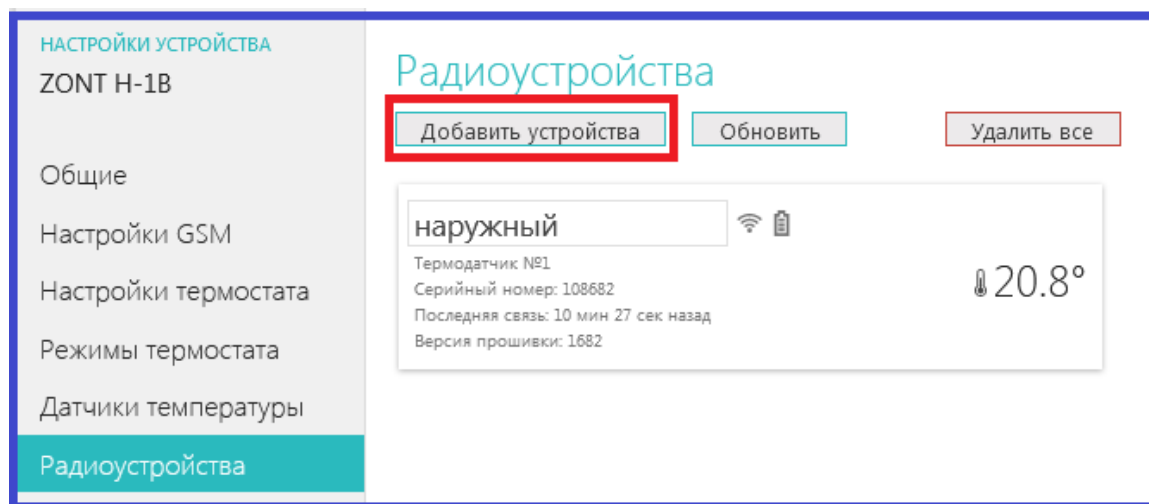 НАСТРОЙКИ УСТРОЙСТВА
ZONT H-1B
Общие
Настройки GSM
Настройки термостата
Режимы термостата
Датчики температуры
Радиоустройства
Радиоустройства
Добавить устройства Обновить Удалить все
наружный
Термодатчик №1
Серийный номер: 108682
Последняя связь: 10 мин 27 сек назад
Версия прошивки: 1682
20.8°